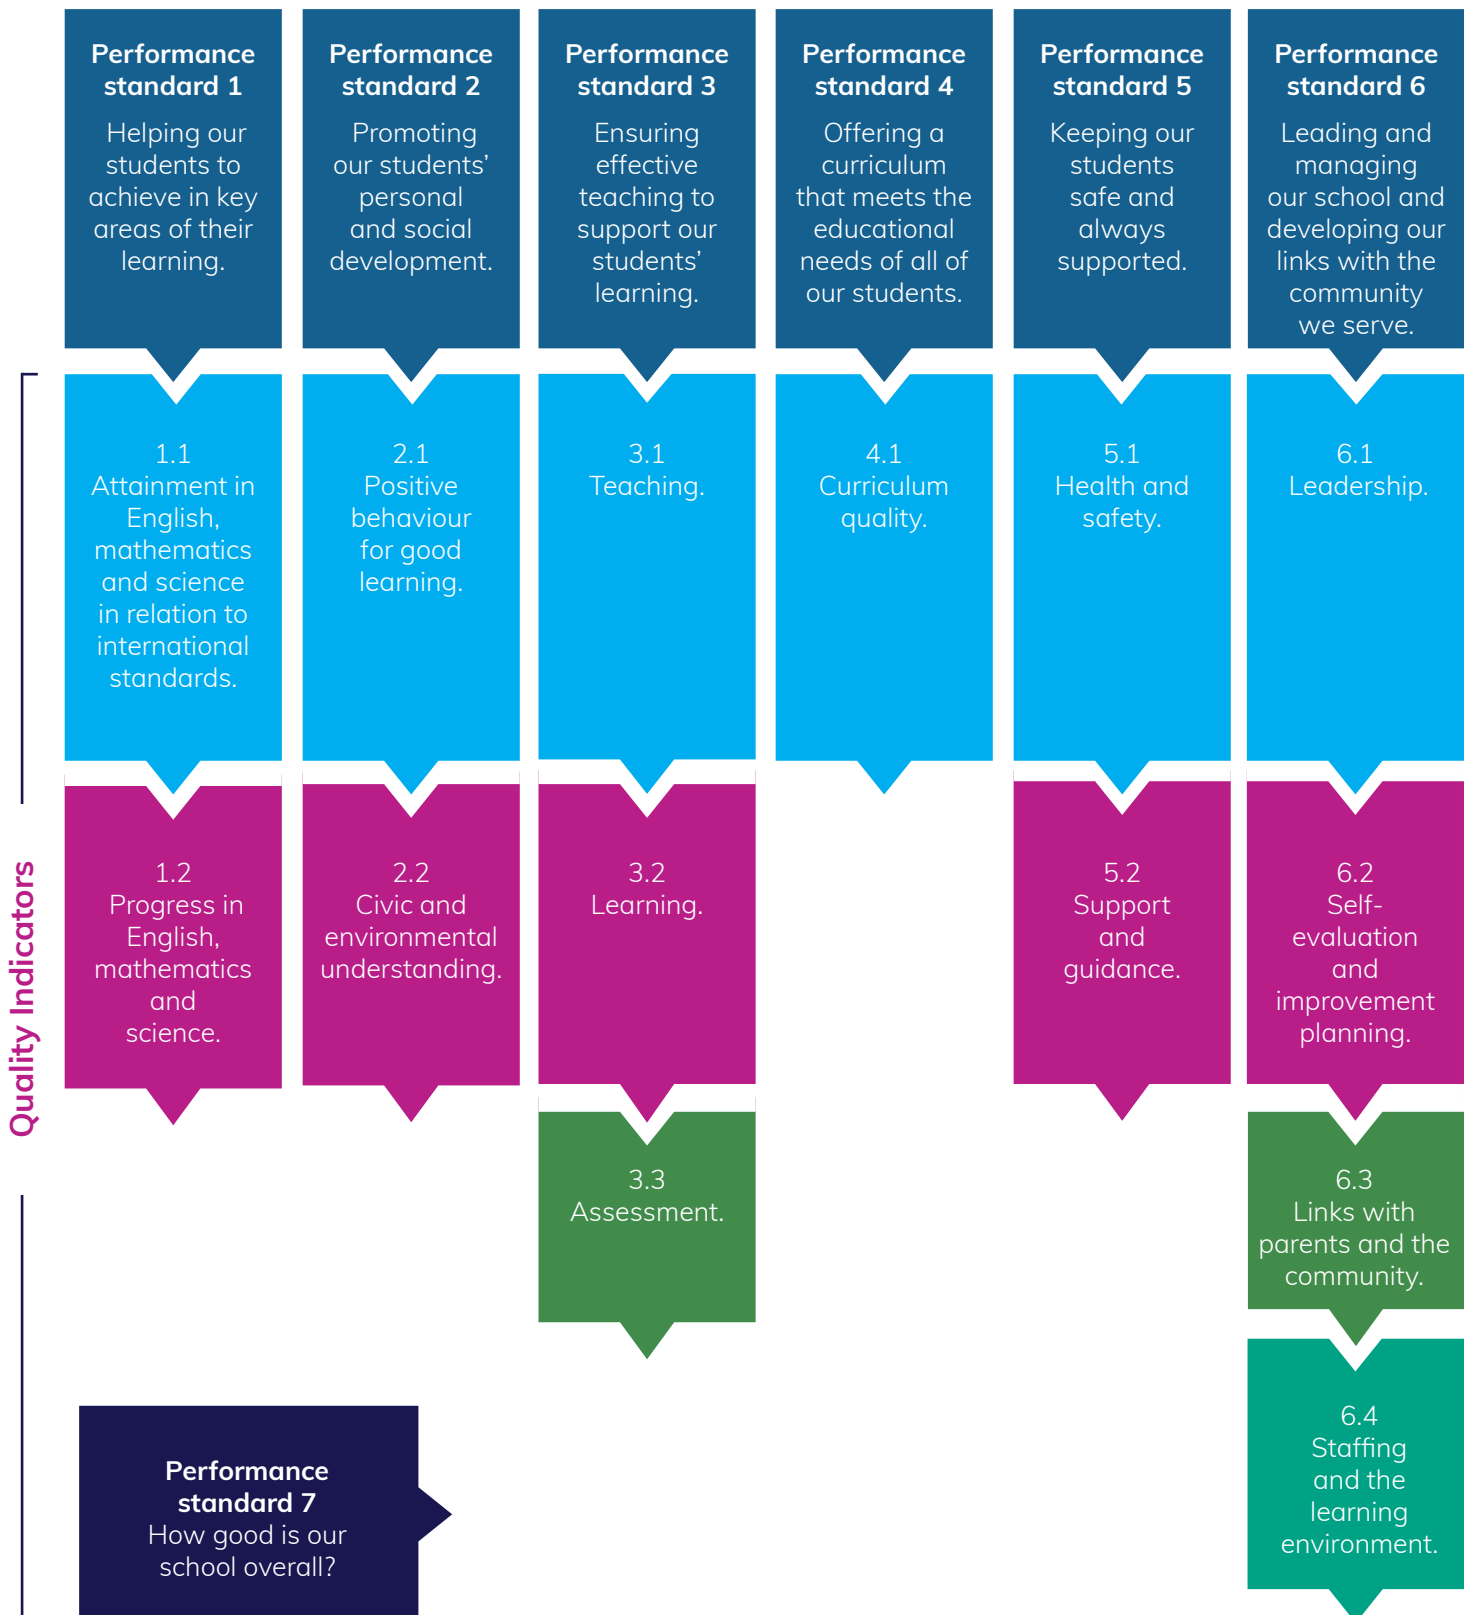 Performance
standard 1
Helping our
students to
achieve in key
areas of their
learning.
Performance
standard 2
Promoting
our students’
personal
and social
development.
Performance
standard 3
Ensuring
effective
teaching to
support our
students’
learning.
Performance
standard 4
Offering a
curriculum
that meets the
educational
needs of all of
our students.
Performance
standard 5
Keeping our
students
safe and
always
supported.
Performance
standard 6
Leading and
managing
our school and
developing our
links with the
community
we serve.
Quality Indicators
1.1
Attainment in
English,
mathematics
and science
in relation to
international
standards.
2.1
Positive
behaviour
for good
learning.
3.1
Teaching.
4.1
Curriculum
quality.
5.1
Health and
safety.
6.1
Leadership.
1.2
Progress in
English,
mathematics
and
science.
2.2
Civic and
environmental
understanding.
3.2
Learning.
5.2
Support
and
guidance.
6.2
Self-
evaluation
and
improvement
planning.
3.3
Assessment.
6.3
Links with
parents and the
community.
6.4
Staffing
and the
learning
environment.
Performance
standard 7
How good is our
school overall?